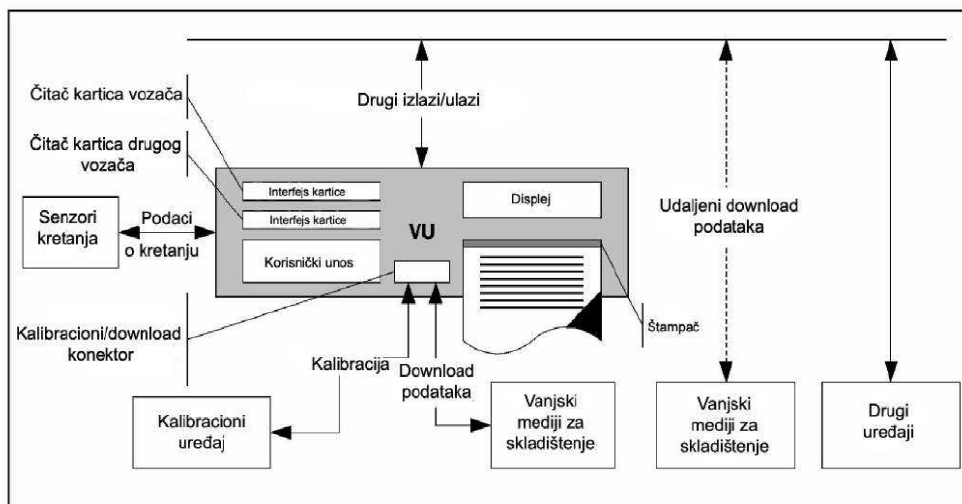 Čitač kartica vozača
Drugi izlazi/ulazi
Čitač kartica drugog
vozača
Interfejs kartice
Interfejs kartice
Displej
VU
Korisnički unos
Senzori
kretanja
Podaci
o kretanju
Udaljeni download
podataka
Kalibracioni/download
konektor
Štampač
Kalibracija
Download
podataka
Kalibracioni
uređaj
Vanjski
mediji za
skladištenje
Vanjski
mediji za
skladištenje
Drugi
uređaji